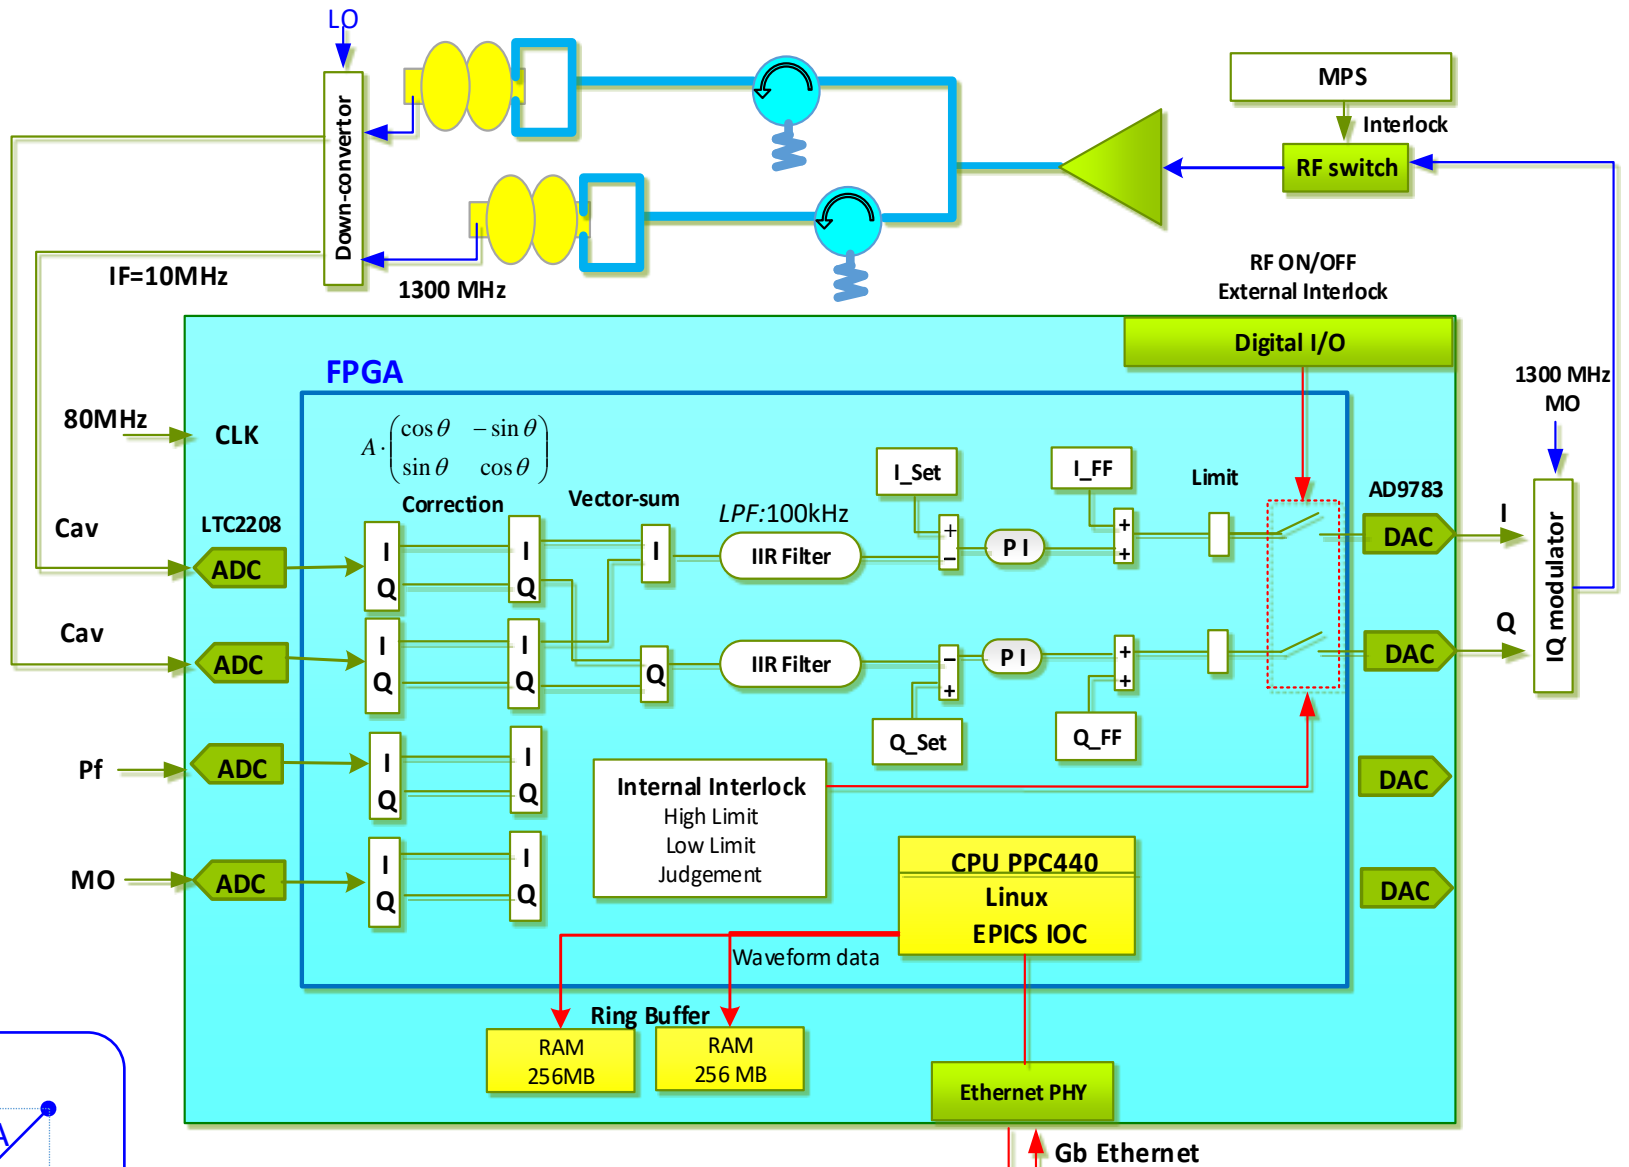 LO
Down-convertor
MPS
Interlock
RF switch
IF=10MHz
1300 MHz
RF ON/OFF
External Interlock
Digital I/O
FPGA
1300 MHz
MO
80MHz
CLK
A·(cosθ −sinθ
sinθ cosθ)
Correction
Vector-sum
LPF:100kHz
I_Set
I_FF
Limit
AD9783
Cav
LTC2208
ADC
I
Q
I
Q
I
IIR Filter
+
−
P I
+
+
DAC
I
IQ modulator
Cav
ADC
I
Q
I
Q
Q
IIR Filter
−
+
P I
+
+
DAC
Q
Q_Set
Q_FF
Pf
ADC
I
Q
I
Q
Internal Interlock
High Limit
Low Limit
Judgement
DAC
MO
ADC
I
Q
I
Q
CPU PPC440
Linux
EPICS IOC
DAC
Waveform data
Ring Buffer
RAM
256MB
RAM
256 MB
Ethernet PHY
Gb Ethernet
A